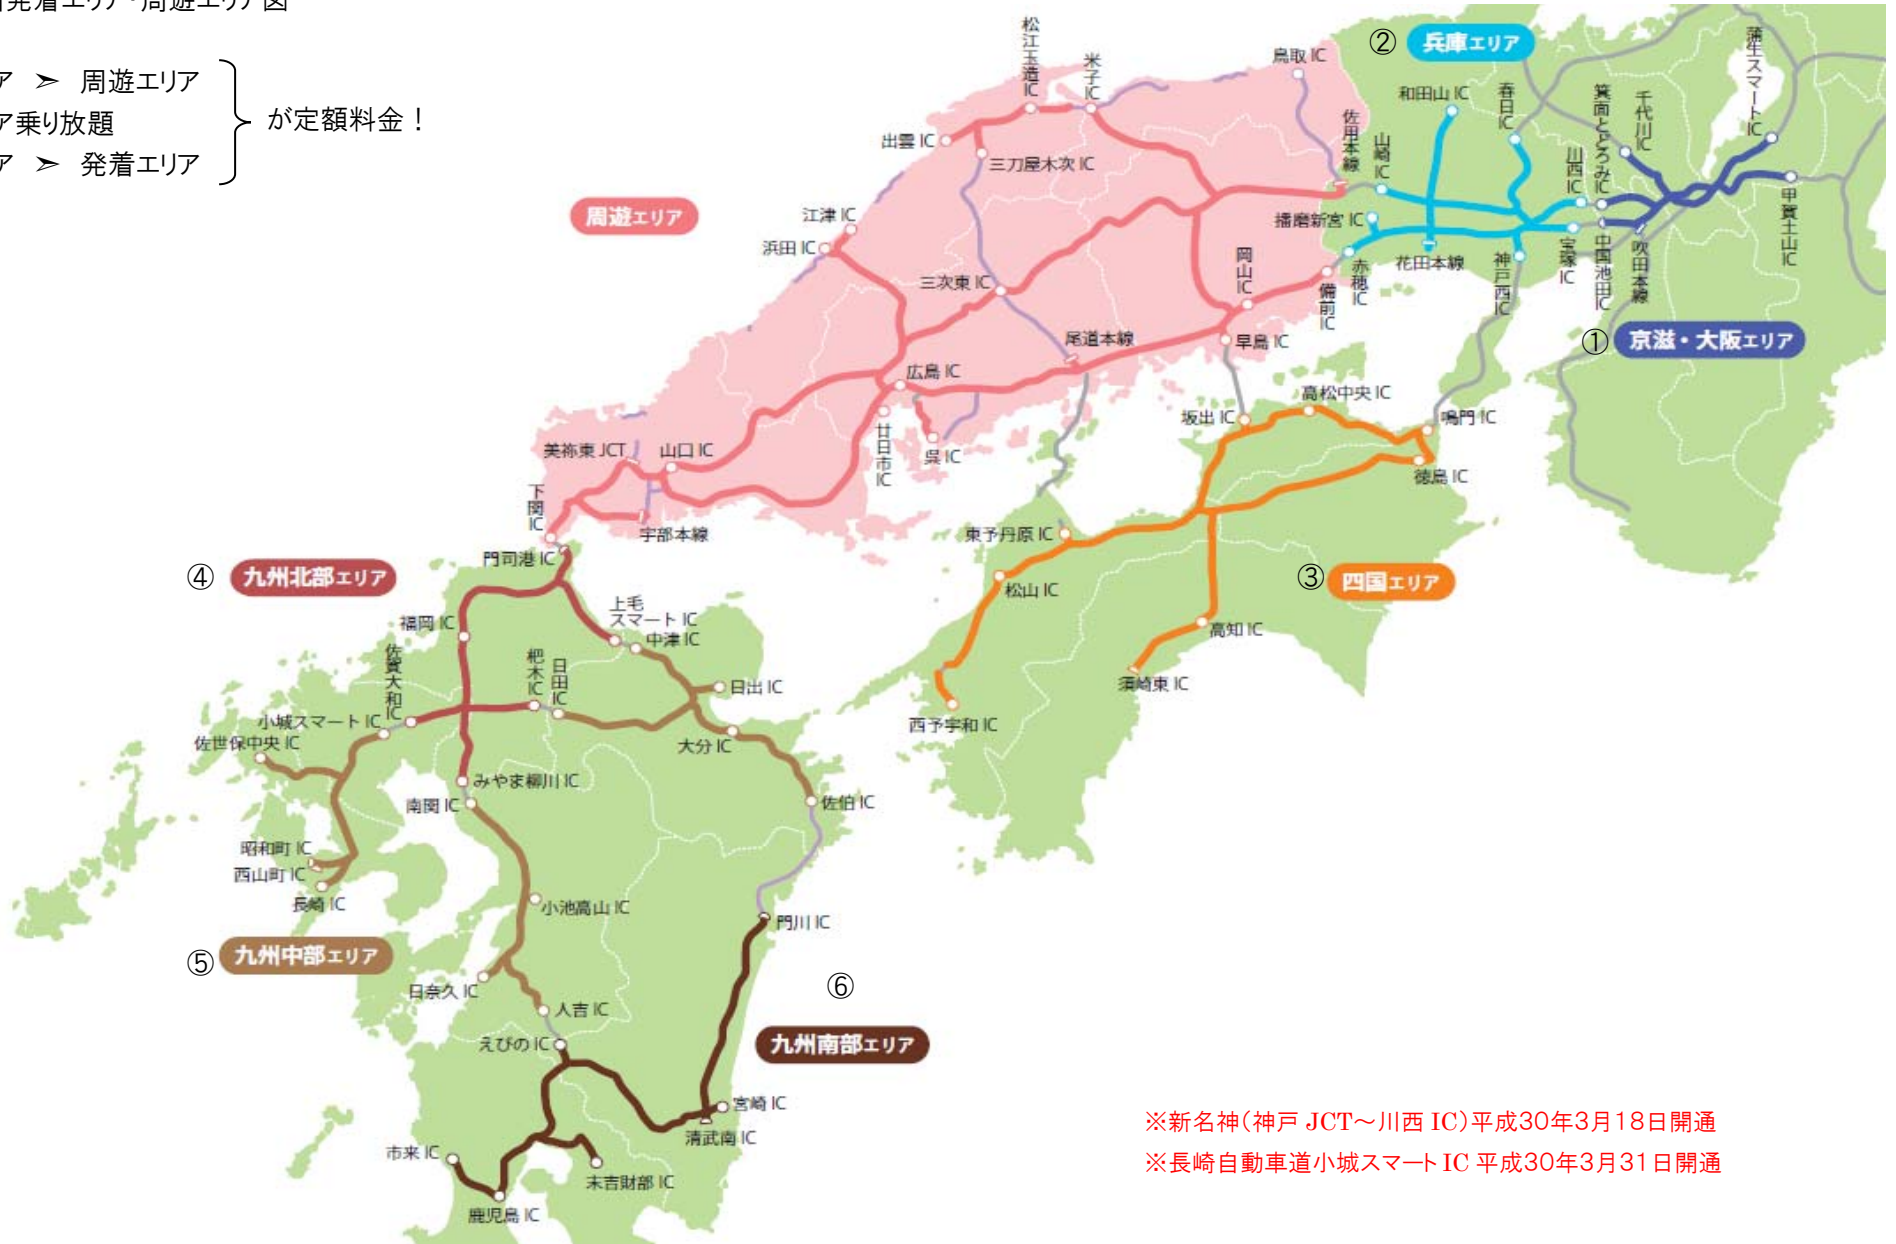 発着エリア・周遊エリア図
ア ➣ 周遊エリア
ア乗り放題
ア ➣ 発着エリア
が定額料金！
② 兵庫エリア
周遊エリア
① 京滋・大阪エリア
③ 四国エリア
④ 九州北部エリア
⑤ 九州中部エリア
⑥
九州南部エリア
松江玉造IC
米子IC
鳥取IC
出雲IC
三刀屋木次IC
佐用本線
山崎IC
和田山IC
春日IC
川西IC
箕面とどろみIC
千代川IC
蒲生スマートIC
甲賀土山IC
播磨新宮IC
赤穂IC
花田本線
神戸西IC
宝塚IC
中国池田IC
吹田本線
江津IC
浜田IC
三次東IC
岡山IC
備前IC
早島IC
尾道本線
広島IC
廿日市IC
呉IC
美祢東JCT
山口IC
下関IC
宇部本線
坂出IC
高松中央IC
鳴門IC
徳島IC
東予丹原IC
松山IC
高知IC
須崎東IC
西予宇和IC
門司港IC
上毛
スマートIC
中津IC
福岡IC
佐賀大和IC
杷木IC
日田IC
日出IC
小城スマートIC
佐世保中央IC
大分IC
みやま柳川IC
南関IC
佐伯IC
昭和町IC
西山町IC
長崎IC
小池高山IC
門川IC
日奈久IC
人吉IC
えびのIC
宮崎IC
清武南IC
市来IC
末吉財部IC
鹿児島IC
※新名神（神戸JCT～川西IC）平成30年3月18日開通
※長崎自動車道小城スマートIC 平成30年3月31日開通